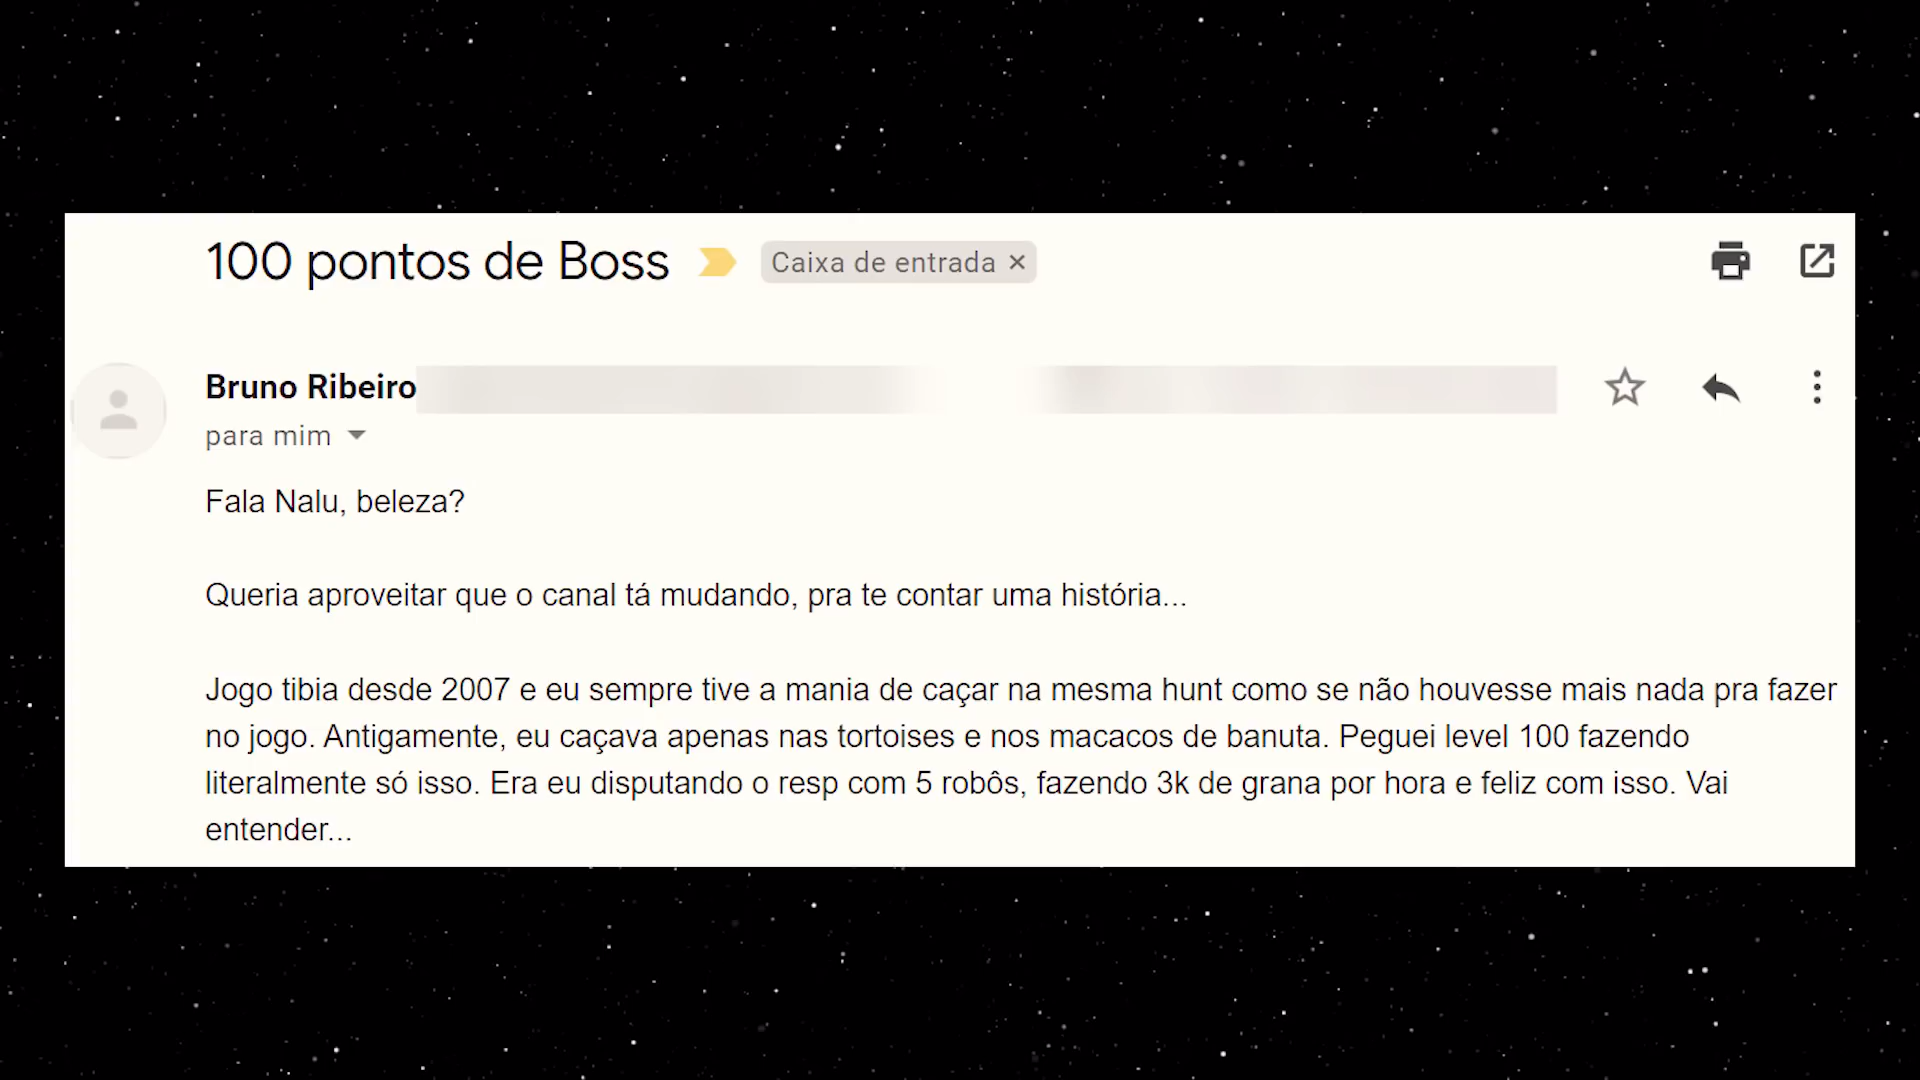 100 pontos de Boss Caixa de entrada ×
Bruno Ribeiro
para mim
Fala Nalu, beleza?
Queria aproveitar que o canal tá mudando, pra te contar uma história...
Jogo tibia desde 2007 e eu sempre tive a mania de caçar na mesma hunt como se não houvesse mais nada pra fazer
no jogo. Antigamente, eu caçava apenas nas tortoises e nos macacos de banuta. Peguei level 100 fazendo
literalmente só isso. Era eu disputando o resp com 5 robôs, fazendo 3k de grana por hora e feliz com isso. Vai
entender...